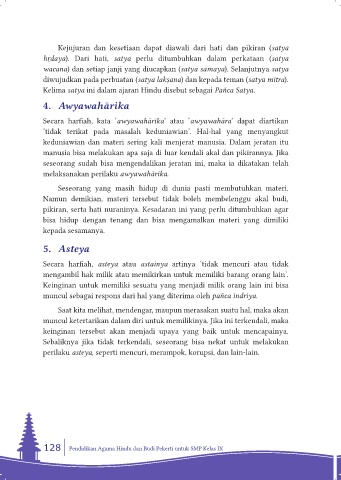 Kejujuran dan kesetiaan dapat diawali dari hati dan pikiran (satya
hṛdaya). Dari hati, satya perlu ditumbuhkan dalam perkataan (satya
wacana) dan setiap janji yang diucapkan (satya samaya). Selanjutnya satya
diwujudkan pada perbuatan (satya lakṣana) dan kepada teman (satya mitra).
Kelima satya ini dalam ajaran Hindu disebut sebagai Pañca Satya.
4. Awyawahārika
Secara harfiah, kata 'awyawahārika' atau 'awyawahāra' dapat diartikan
'tidak terikat pada masalah keduniawian'. Hal-hal yang menyangkut
keduniawian dan materi sering kali menjerat manusia. Dalam jeratan itu
manusia bisa melakukan apa saja di luar kendali akal dan pikirannya. Jika
seseorang sudah bisa mengendalikan jeratan ini, maka ia dikatakan telah
melaksanakan perilaku awyawahārika.
Seseorang yang masih hidup di dunia pasti membutuhkan materi.
Namun demikian, materi tersebut tidak boleh membelenggu akal budi,
pikiran, serta hati nuraninya. Kesadaran ini yang perlu ditumbuhkan agar
bisa hidup dengan tenang dan bisa mengamalkan materi yang dimiliki
kepada sesamanya.
5. Asteya
Secara harfiah, asteya atau astainya artinya 'tidak mencuri atau tidak
mengambil hak milik atau memikirkan untuk memiliki barang orang lain'.
Keinginan untuk memiliki sesuatu yang menjadi milik orang lain ini bisa
muncul sebagai respons dari hal yang diterima oleh pañca indriya.
Saat kita melihat, mendengar, maupun merasakan suatu hal, maka akan
muncul ketertarikan dalam diri untuk memilikinya. Jika ini terkendali, maka
keinginan tersebut akan menjadi upaya yang baik untuk mencapainya.
Sebaliknya jika tidak terkendali, seseorang bisa nekat untuk melakukan
perilaku asteya, seperti mencuri, merampok, korupsi, dan lain-lain.
128 Pendidikan Agama Hindu dan Budi Pekerti untuk SMP Kelas IX